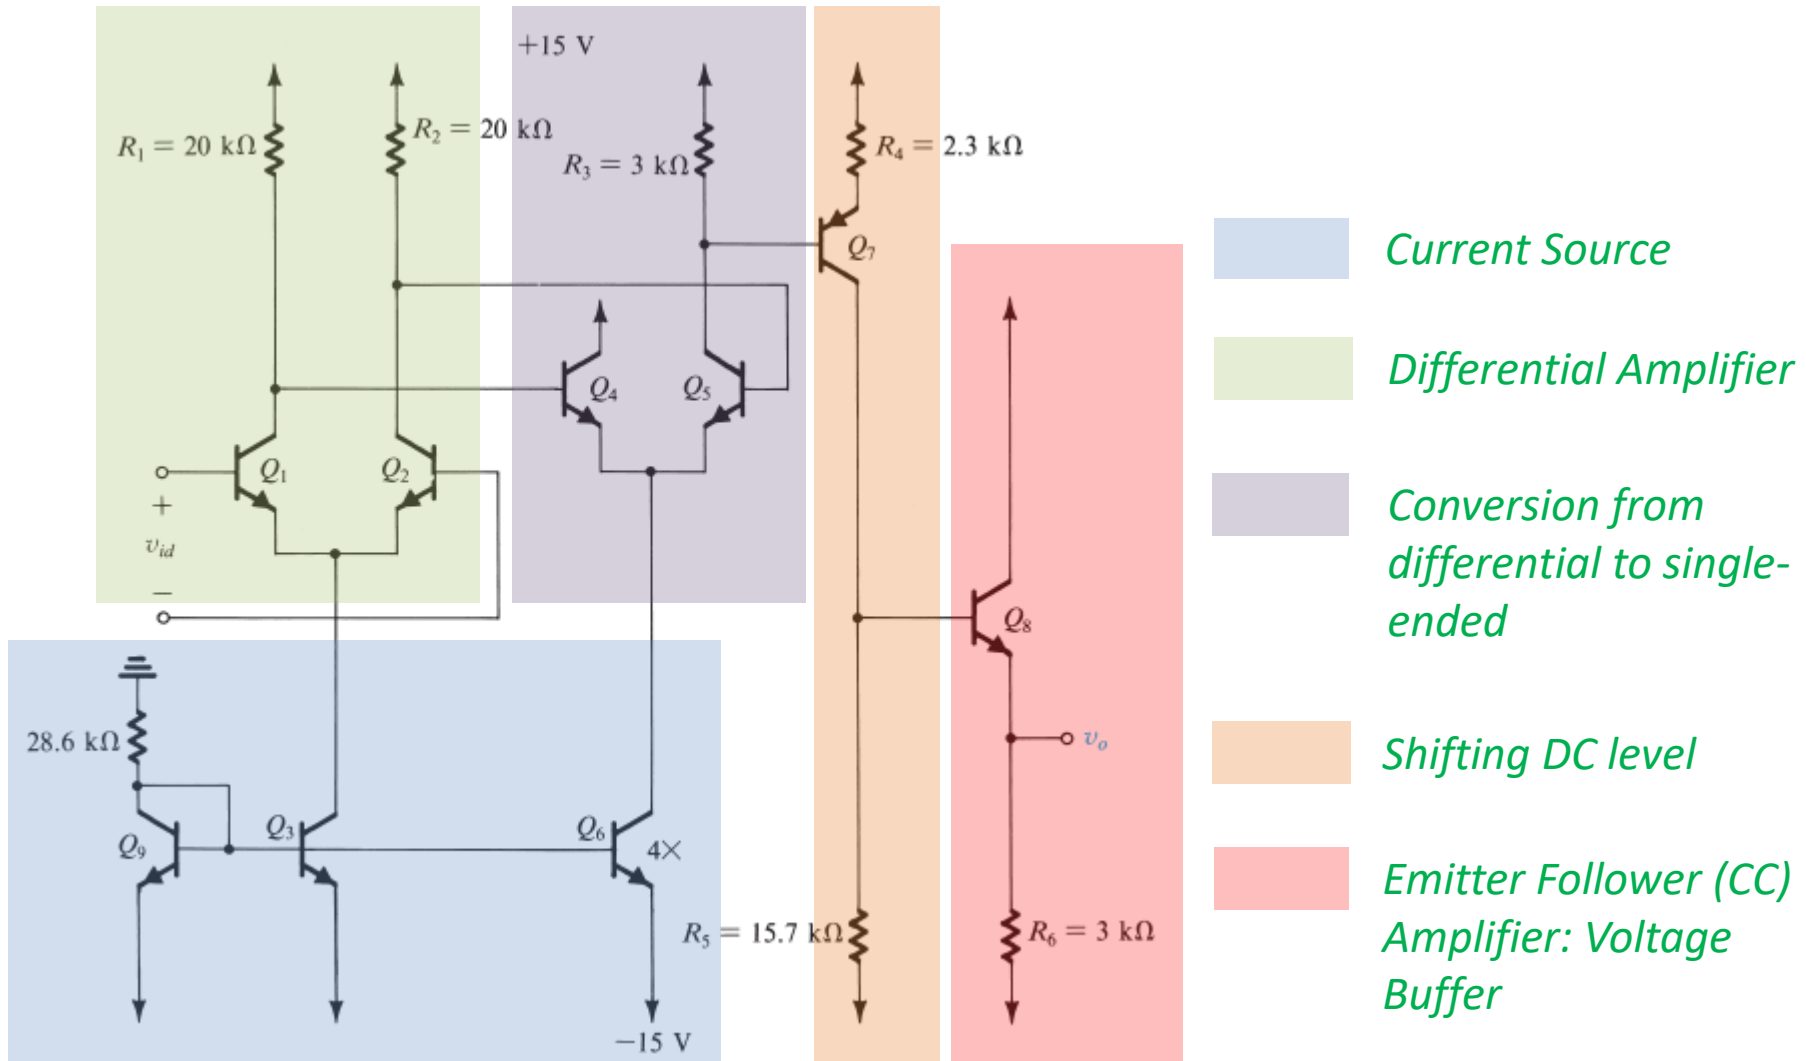 +15 V
R₁ = 20 kΩ
R₂ = 20 kΩ
R₃ = 3 kΩ
R₄ = 2.3 kΩ
Q₇
Q₄
Q₅
Q₁
Q₂
+
v_id
−
Q₈
28.6 kΩ
v_o
Q₉
Q₃
Q₆
4×
R₅ = 15.7 kΩ
R₆ = 3 kΩ
−15 V
Current Source
Differential Amplifier
Conversion from
differential to single-
ended
Shifting DC level
Emitter Follower (CC)
Amplifier: Voltage
Buffer